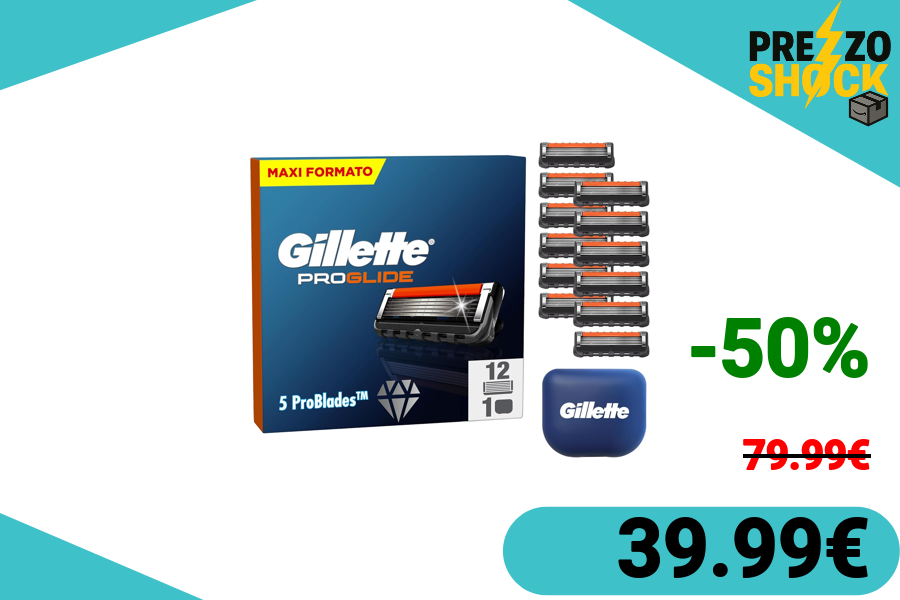 PREZZO
SHOCK
MAXI FORMATO
Gillette®
PROGLIDE
5 ProBlades™
12
1
Gillette
-50%
79.99€
39.99€